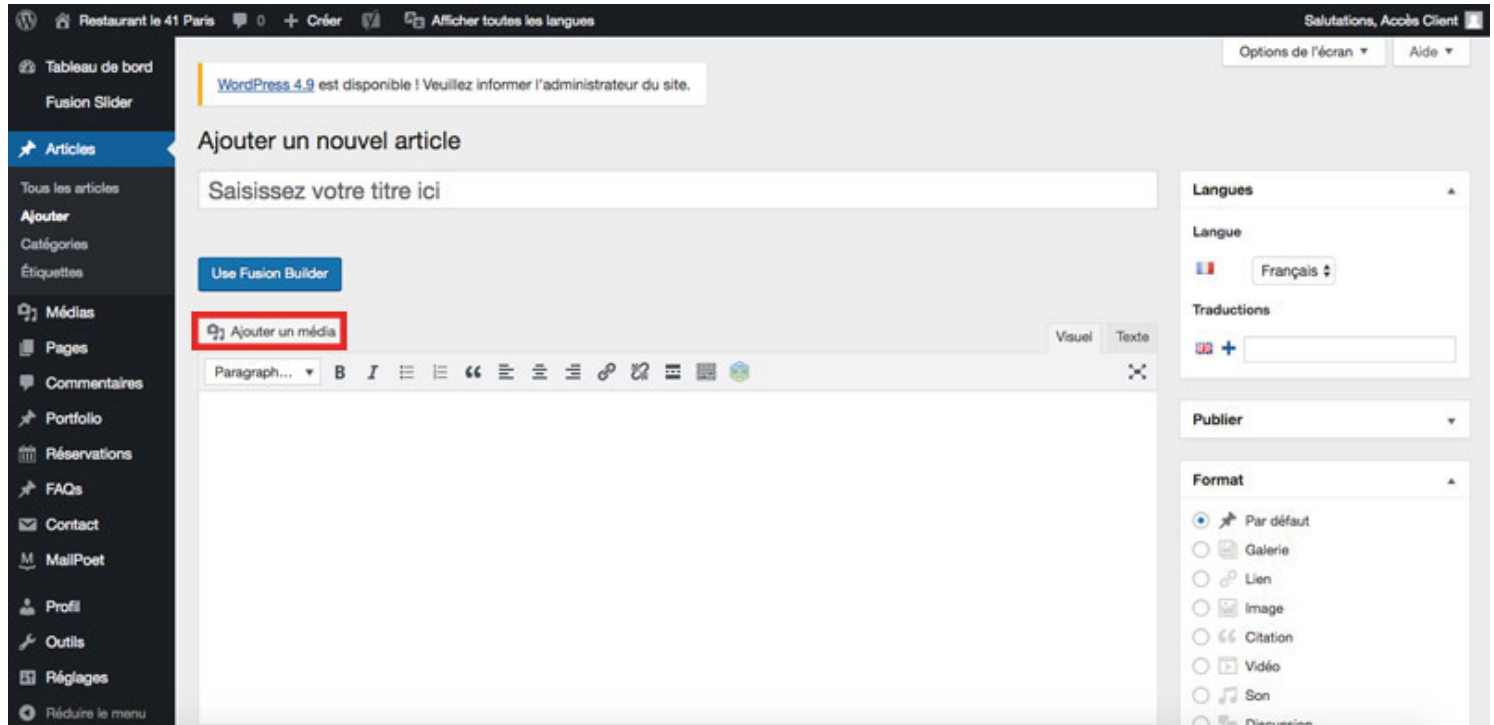 Restaurant le 41 Paris 0 + Créer Afficher toutes les langues Salutations, Accès Client
Options de l'écran ▼ Aide ▼
Tableau de bord
Fusion Slider
Articles
Tous les articles
Ajouter
Catégories
Étiquettes
Médias
Pages
Commentaires
Portfolio
Réservations
FAQs
Contact
MailPoet
Profil
Outils
Réglages
Réduire le menu
WordPress 4.9 est disponible ! Veuillez informer l'administrateur du site.
Ajouter un nouvel article
Saisissez votre titre ici
Use Fusion Builder
Ajouter un média
Visuel Texte
Paragraph... ▼ B I
Langues
Langue
Français
Traductions
Publier
Format
Par défaut
Galerie
Lien
Image
Citation
Vidéo
Son
Discussion